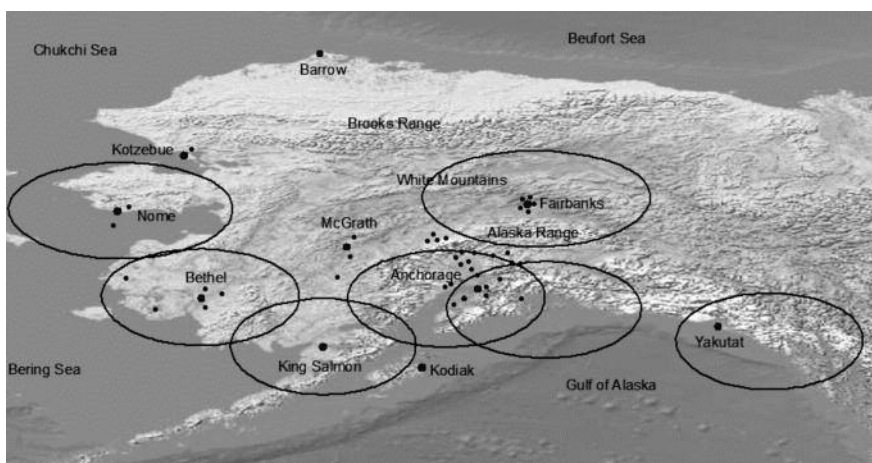 Beufort Sea
Chukchi Sea
Barrow
Brooks Range
Kotzebue
White Mountains
Nome
Fairbanks
McGrath
Alaska Range
Bethel
Anchorage
Yakutat
King Salmon
Kodiak
Bering Sea
Gulf of Alaska